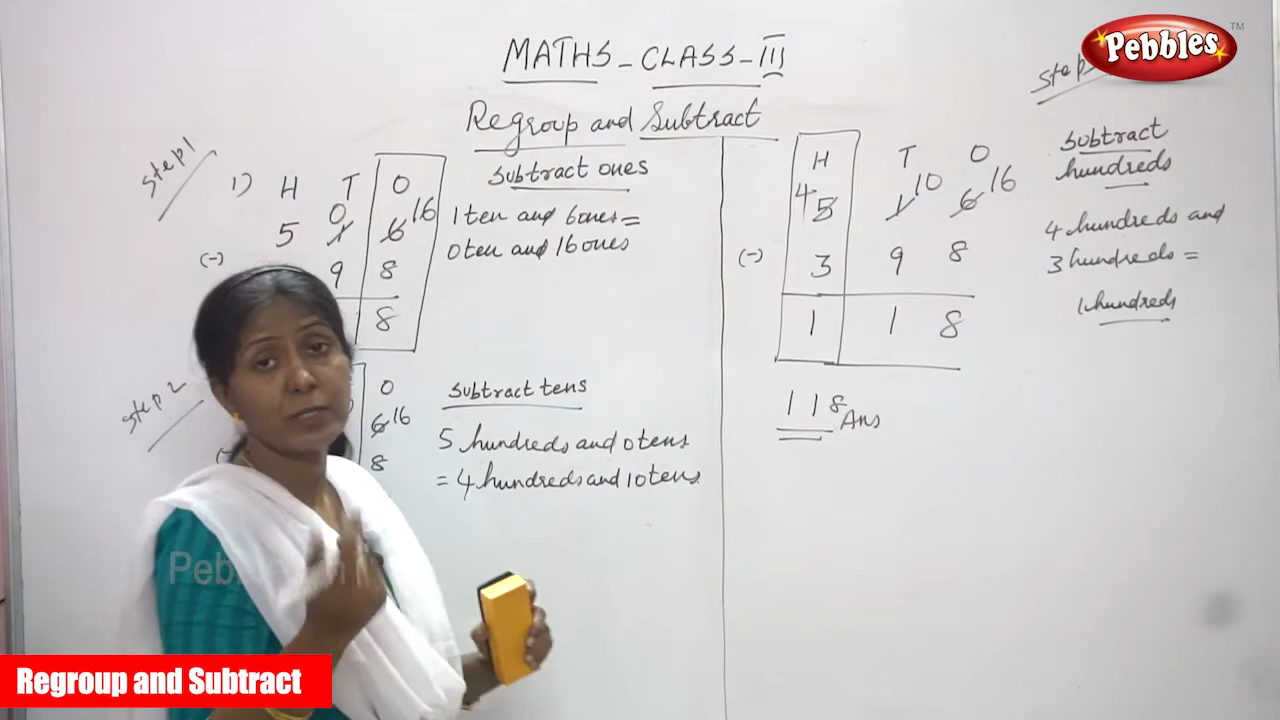 Pebbles
TM
MATHS - CLASS - III
Regroup and Subtract
Step 1
1) H T O
0 16
5 1 6
(-) 9 8
8
Subtract ones
1 ten and 6 ones =
0 ten and 16 ones
Step 2
O
6 16
8
Subtract tens
5 hundreds and 0 tens
= 4 hundreds and 10 tens
H T O
4 10 16
5 1 6
(-) 3 9 8
1 1 8
118 Ans
Step
Subtract
hundreds
4 hundreds and
3 hundreds =
1 hundreds
Regroup and Subtract